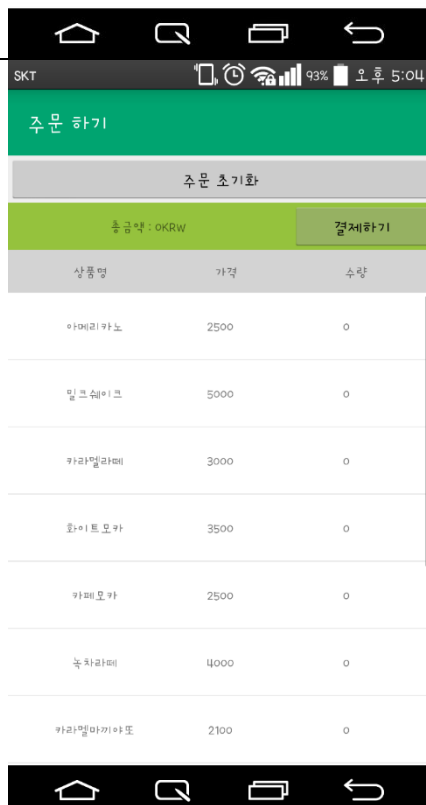 SKT 93% 오후 5:04
주문 하기
주문 초기화
총금액 : 0KRW 결제하기
상품명 가격 수량
아메리카노 2500 0
밀크쉐이크 5000 0
카라멜라떼 3000 0
화이트모카 3500 0
카페모카 2500 0
녹차라떼 4000 0
카라멜마끼야또 2100 0